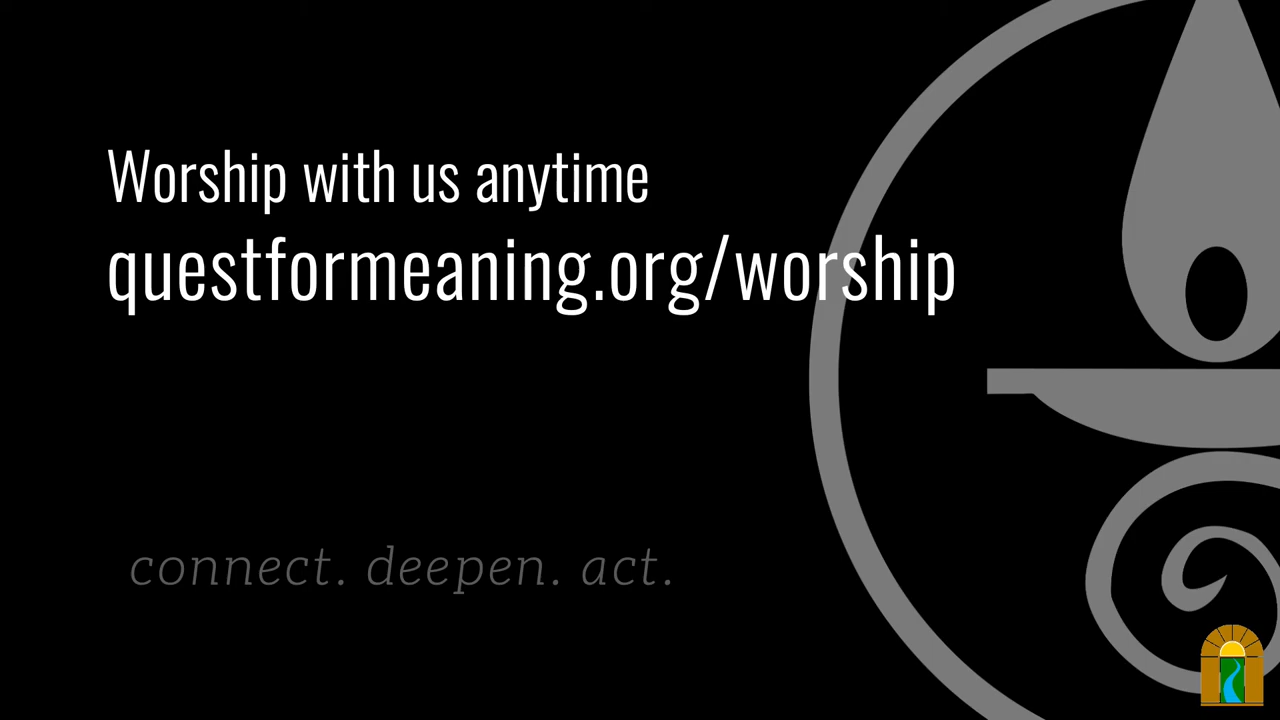 Worship with us anytime
questformeaning.org/worship
connect. deepen. act.